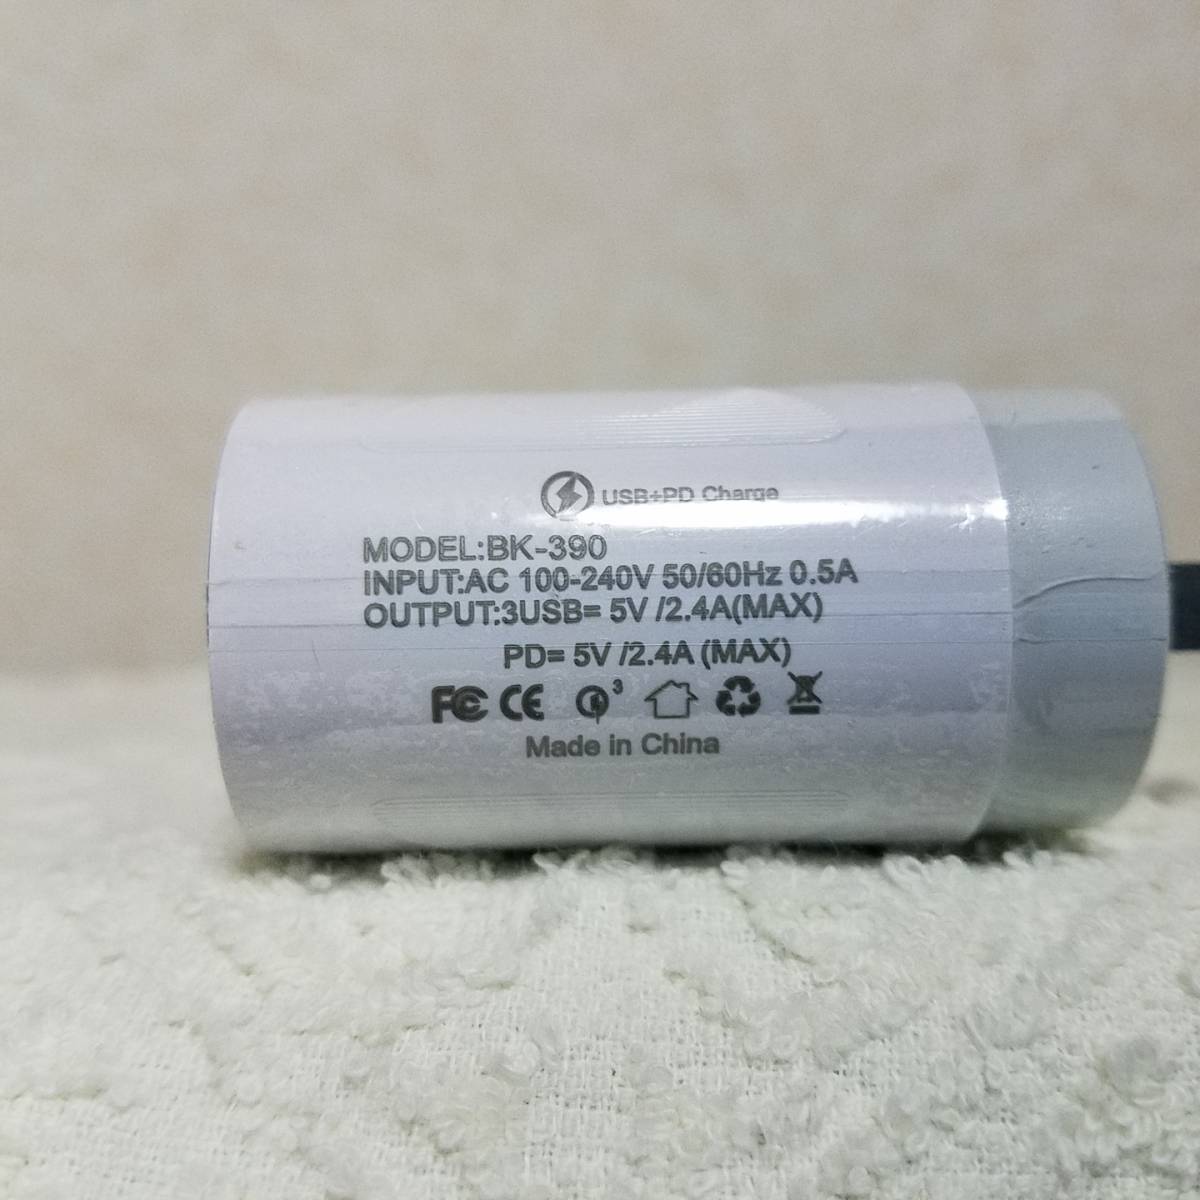 USB+PD Charge
MODEL:BK-390
INPUT:AC 100-240V 50/60Hz 0.5A
OUTPUT:3USB= 5V /2.4A(MAX)
PD= 5V /2.4A (MAX)
FC CE 3
Made in China